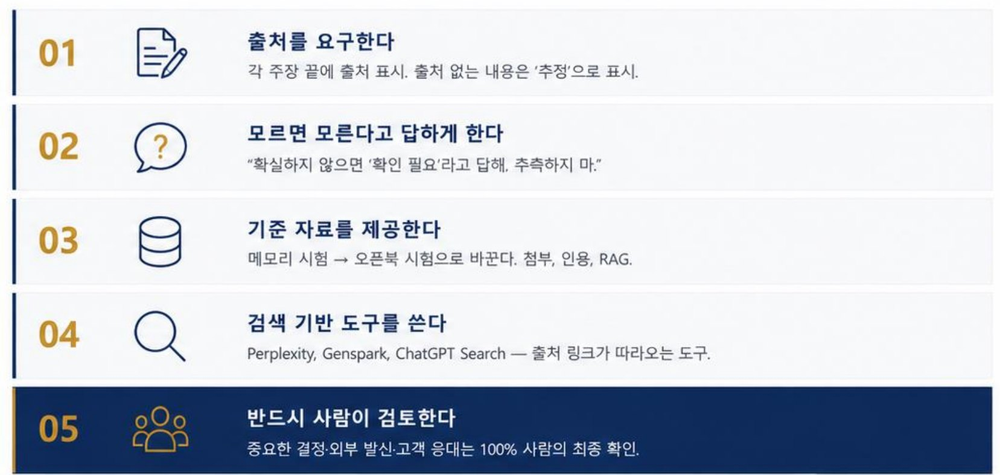 01
출처를 요구한다
각 주장 끝에 출처 표시. 출처 없는 내용은 ‘추정’으로 표시.
02
?
모르면 모른다고 답하게 한다
“확실하지 않으면 ‘확인 필요’라고 답해, 추측하지 마.”
03
기준 자료를 제공한다
메모리 시험 → 오픈북 시험으로 바꾼다. 첨부, 인용, RAG.
04
검색 기반 도구를 쓴다
Perplexity, Genspark, ChatGPT Search — 출처 링크가 따라오는 도구.
05
반드시 사람이 검토한다
중요한 결정·외부 발신·고객 응대는 100% 사람의 최종 확인.